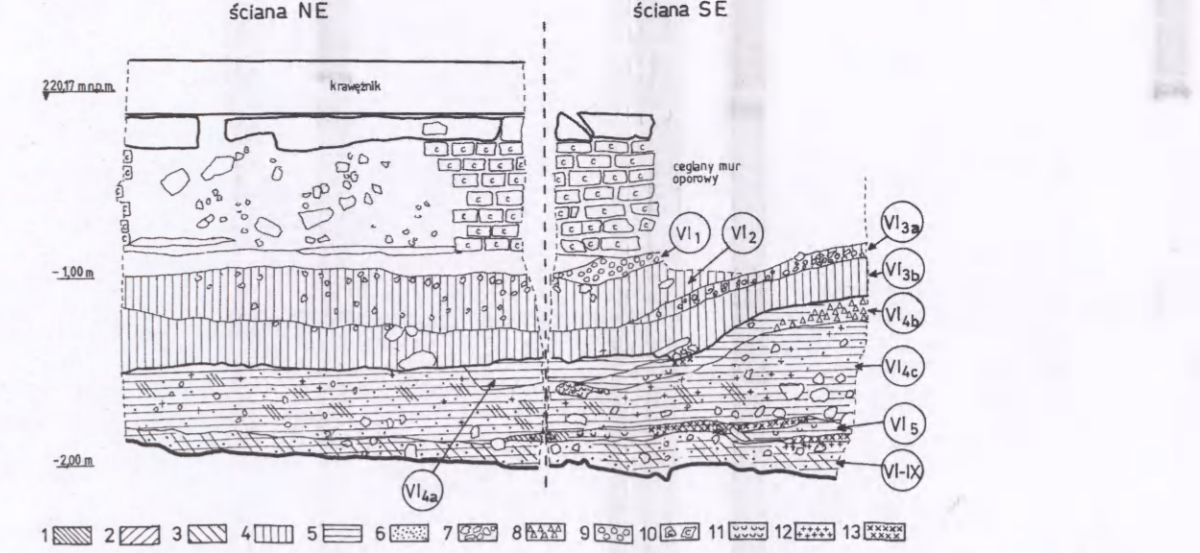 ściana NE
ściana SE
220,17 m n.p.m.
krawężnik
ceglany mur
oporowy
VI1
VI2
VI3a
-1,00 m
VI3b
VI4b
VI4c
VI5
-2,00 m
VI-IX
VI4a
1 2 3 4 5 6 7 8 9 10 11 12 13